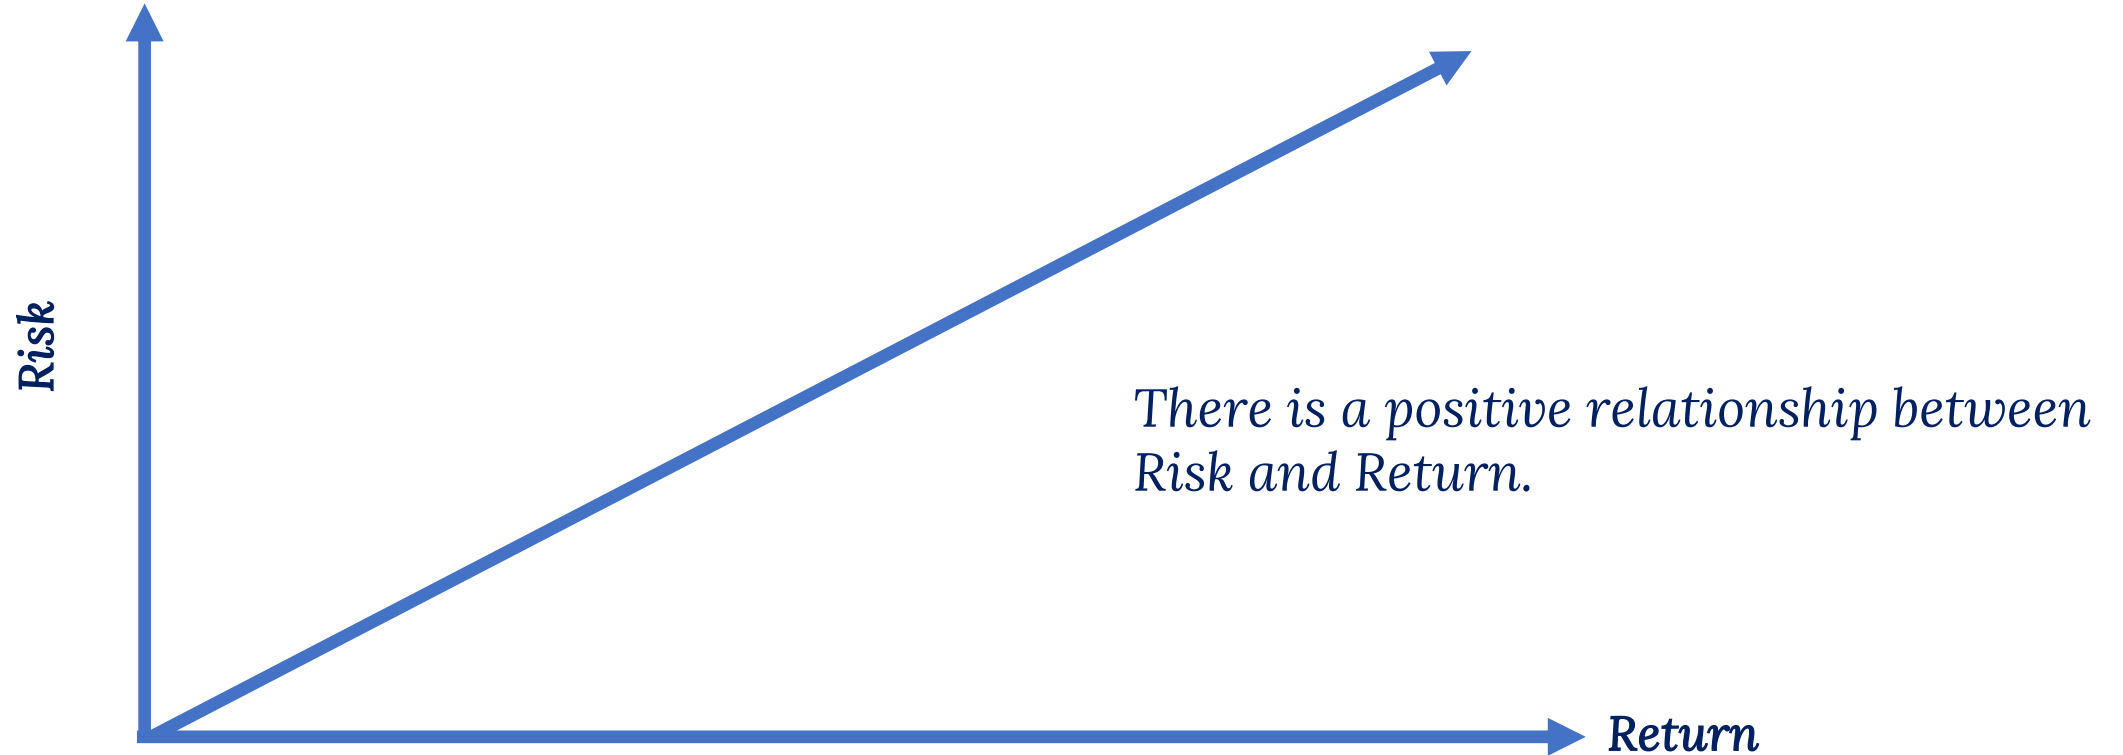 Risk
There is a positive relationship between
Risk and Return.
Return